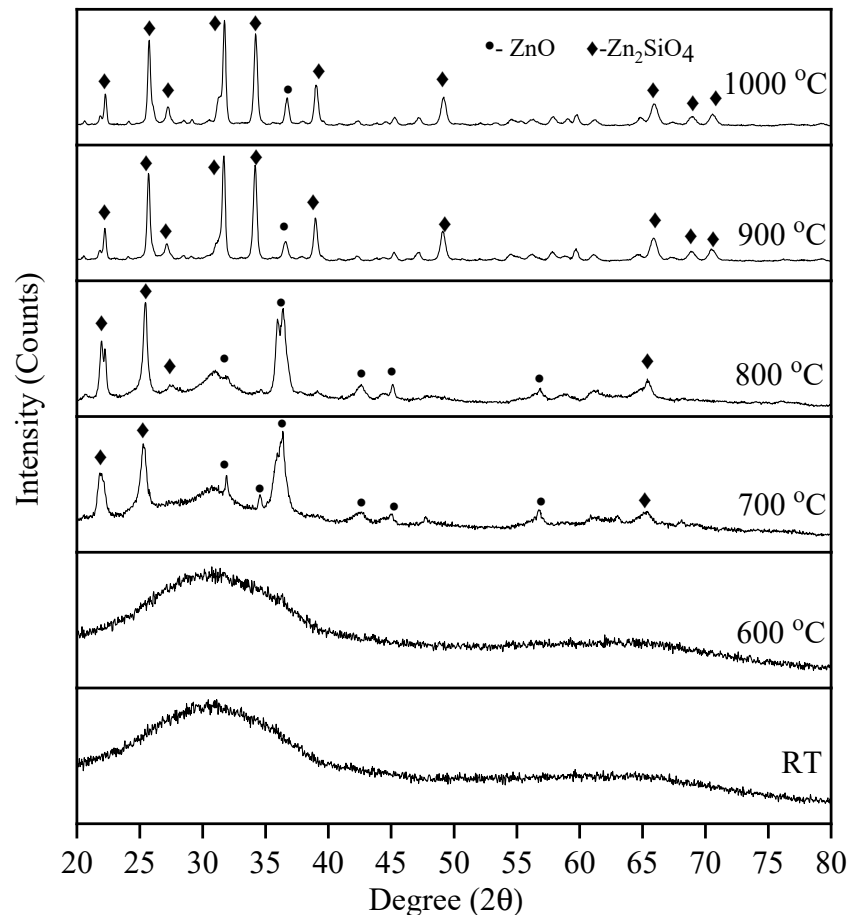 ●- ZnO ◆-Zn₂SiO₄
1000 °C
900 °C
800 °C
700 °C
600 °C
RT
Intensity (Counts)
20 25 30 35 40 45 50 55 60 65 70 75 80
Degree (2θ)